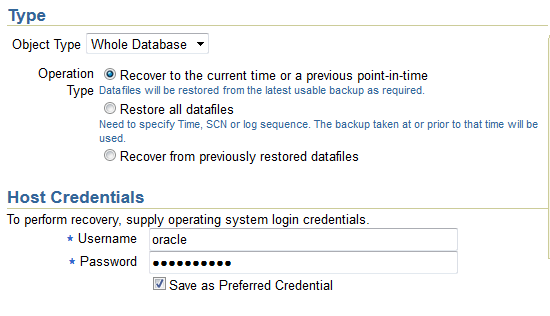 Type
Object Type Whole Database
Operation Type Recover to the current time or a previous point-in-time
Datafiles will be restored from the latest usable backup as required.
Restore all datafiles
Need to specify Time, SCN or log sequence. The backup taken at or prior to that time will be
used.
Recover from previously restored datafiles
Host Credentials
To perform recovery, supply operating system login credentials.
* Username oracle
* Password ●●●●●●●●●●
Save as Preferred Credential